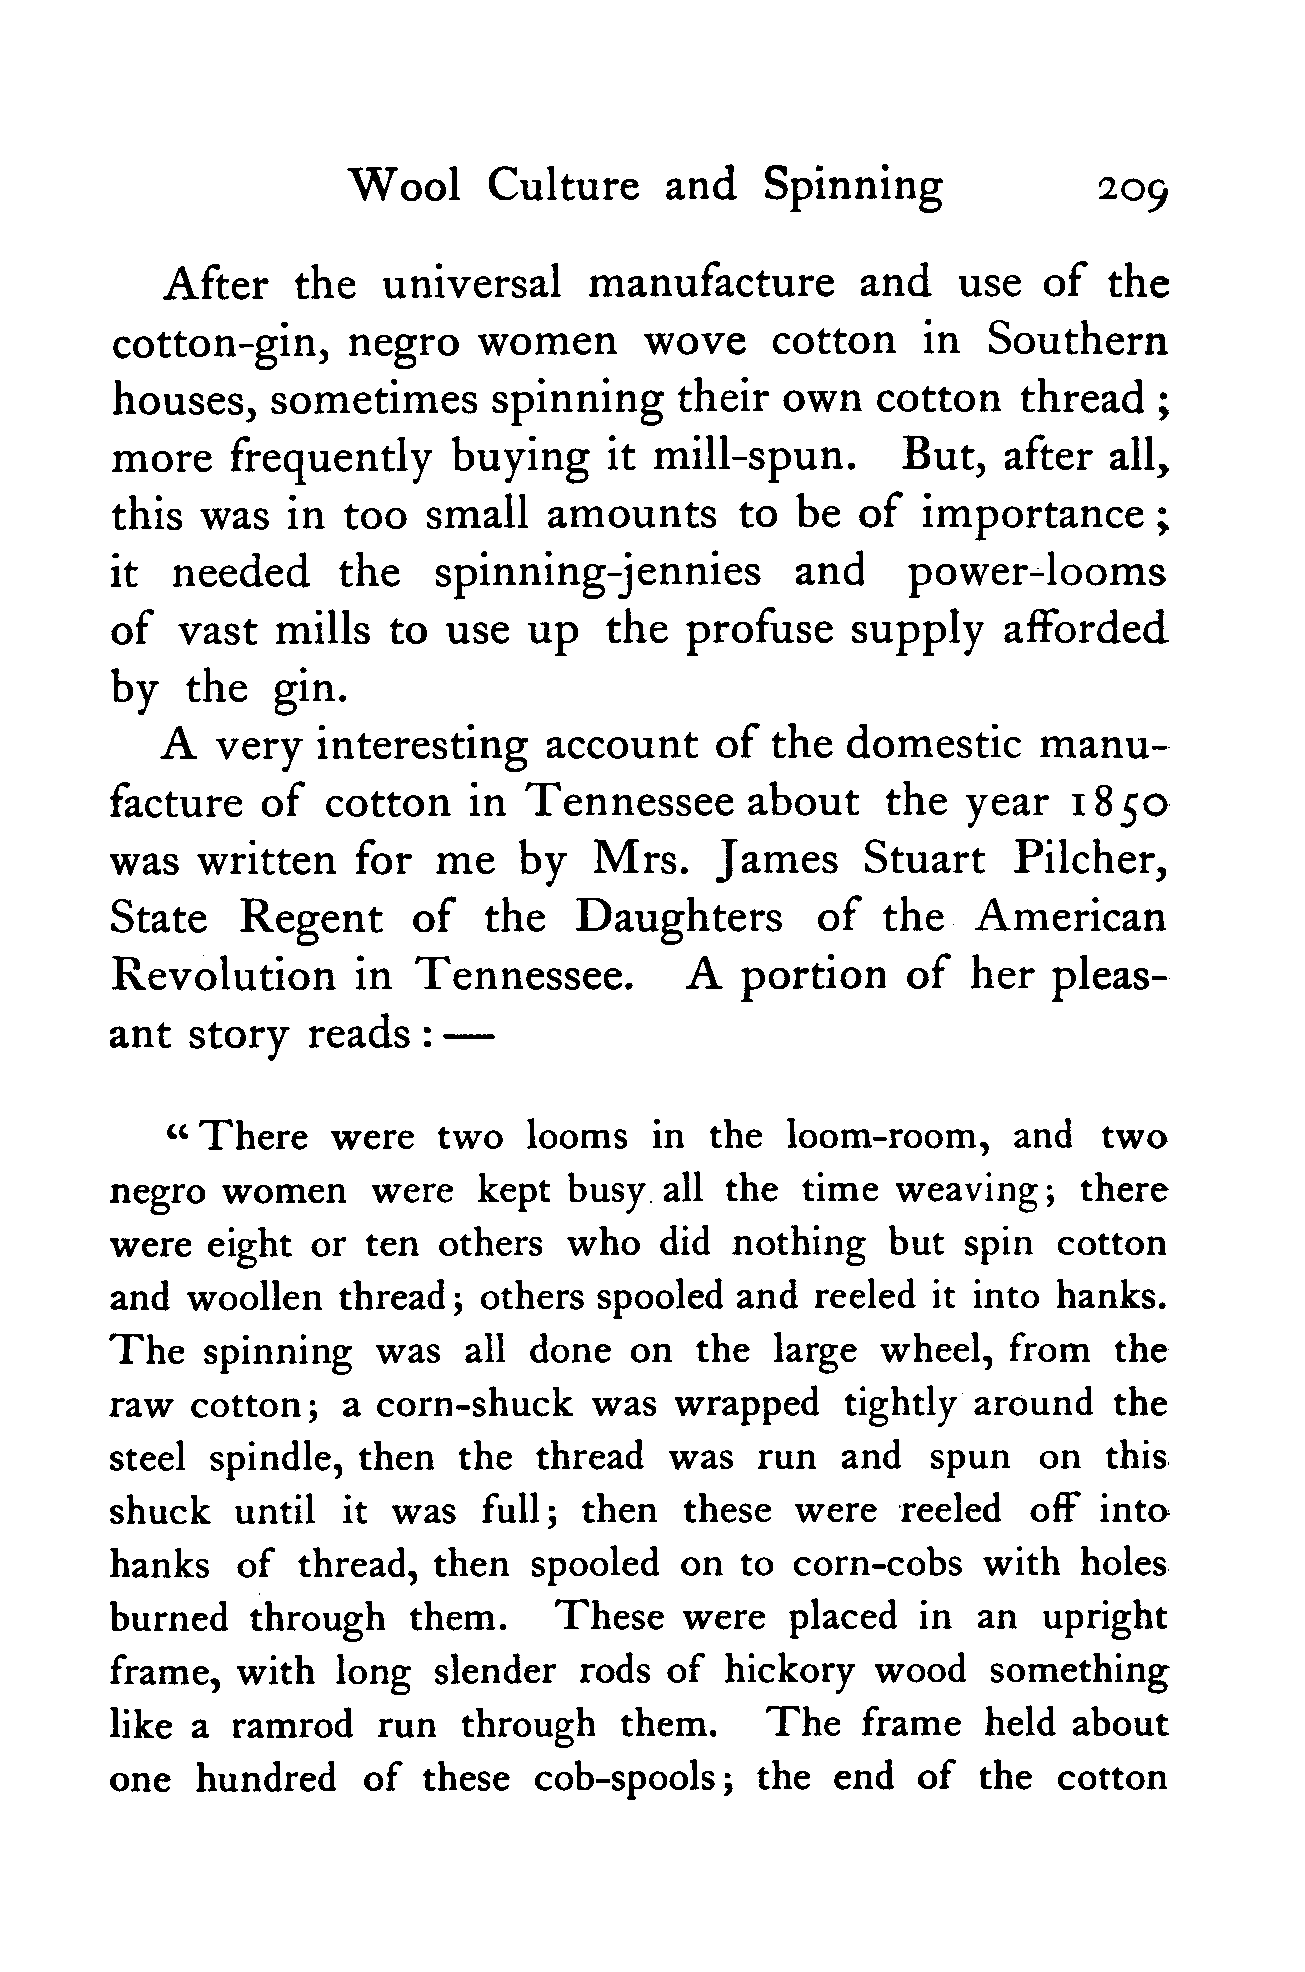 Wool Culture and Spinning 209
After the universal manufacture and use of the
cotton-gin, negro women wove cotton in Southern
houses, sometimes spinning their own cotton thread ;
more frequently buying it mill-spun. But, after all,
this was in too small amounts to be of importance ;
it needed the spinning-jennies and power-looms
of vast mills to use up the profuse supply afforded
by the gin.
A very interesting account of the domestic manu-
facture of cotton in Tennessee about the year 1850
was written for me by Mrs. James Stuart Pilcher,
State Regent of the Daughters of the American
Revolution in Tennessee. A portion of her pleas-
ant story reads : —
“ There were two looms in the loom-room, and two
negro women were kept busy all the time weaving; there
were eight or ten others who did nothing but spin cotton
and woollen thread; others spooled and reeled it into hanks.
The spinning was all done on the large wheel, from the
raw cotton; a corn-shuck was wrapped tightly around the
steel spindle, then the thread was run and spun on this
shuck until it was full; then these were reeled off into
hanks of thread, then spooled on to corn-cobs with holes
burned through them. These were placed in an upright
frame, with long slender rods of hickory wood something
like a ramrod run through them. The frame held about
one hundred of these cob-spools; the end of the cotton